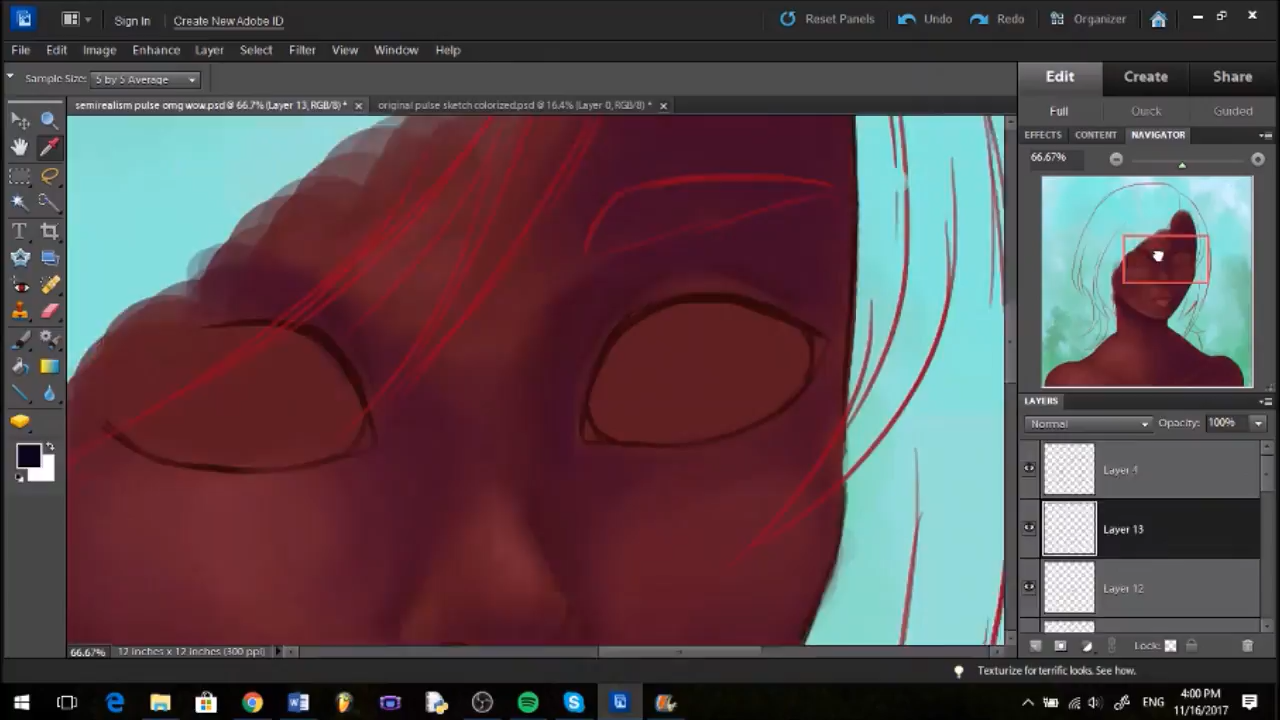 Sign In Create New Adobe ID Reset Panels Undo Redo Organizer
File Edit Image Enhance Layer Select Filter View Window Help
Sample Size: 5 by 5 Average
Edit Create Share
semirealism pulse omg wow.psd @ 66.7% (Layer 13, RGB/8) * original pulse sketch colorized.psd @ 16.4% (Layer 0, RGB/8) *
Full Quick Guided
EFFECTS CONTENT NAVIGATOR
66.67%
LAYERS
Normal Opacity: 100%
Layer 4
Layer 13
Layer 12
Lock:
66.67% 12 inches x 12 inches (300 ppi)
Texturize for terrific looks. See how.
ENG
4:00 PM
11/16/2017